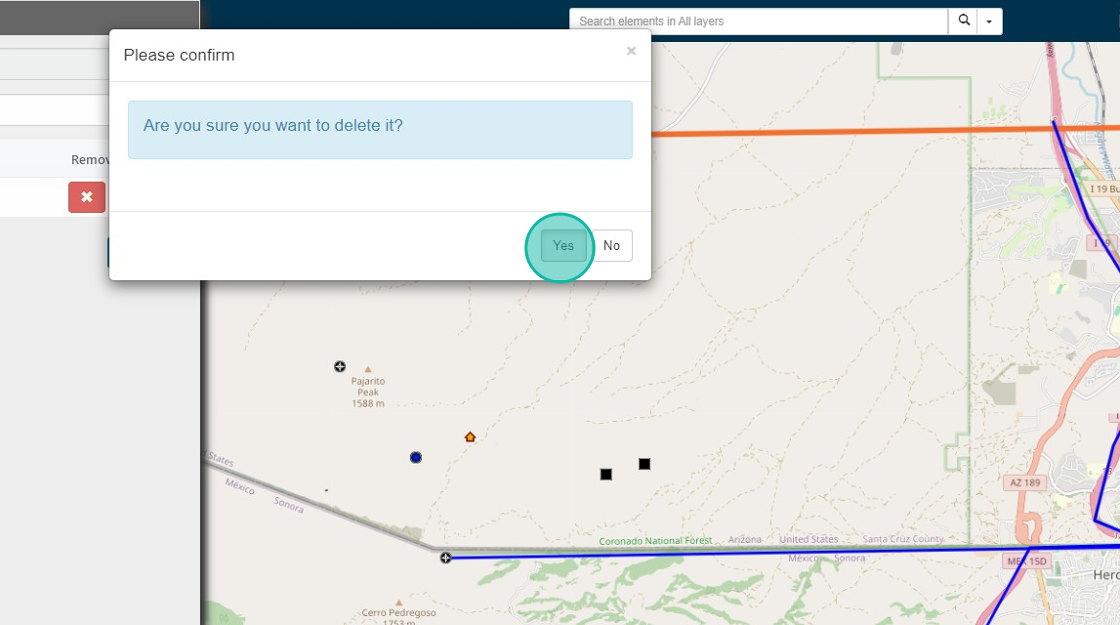 Search elements in All layers
Please confirm
×
Are you sure you want to delete it?
Remov
Yes
No
way
I 19 Bu
I 19
Pajarito
Peak
1588 m
States
México
Sonora
AZ 189
Coronado National Forest
Arizona
United States
Santa Cruz County
México
Sonora
MEX 15D
Hero
Cerro Pedregoso
1753 m